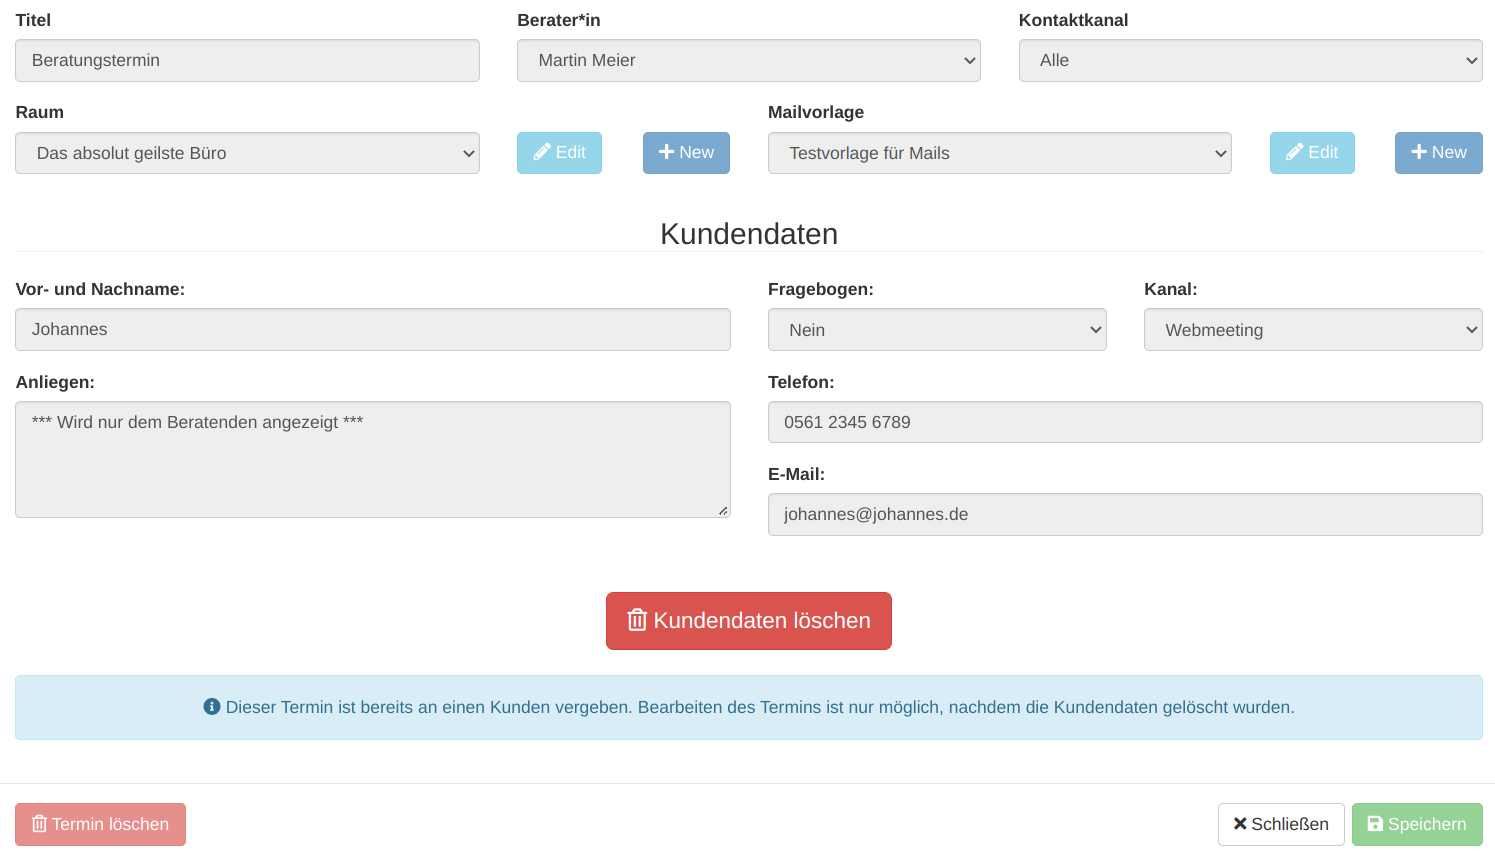 Titel Berater*in Kontaktkanal
Beratungstermin Martin Meier Alle
Raum Mailvorlage
Das absolut geilste Büro Edit New Testvorlage für Mails Edit New
Kundendaten
Vor- und Nachname: Fragebogen: Kanal:
Johannes Nein Webmeeting
Anliegen: Telefon:
*** Wird nur dem Beratenden angezeigt *** 0561 2345 6789
E-Mail:
johannes@johannes.de
Kundendaten löschen
Dieser Termin ist bereits an einen Kunden vergeben. Bearbeiten des Termins ist nur möglich, nachdem die Kundendaten gelöscht wurden.
Termin löschen Schließen Speichern